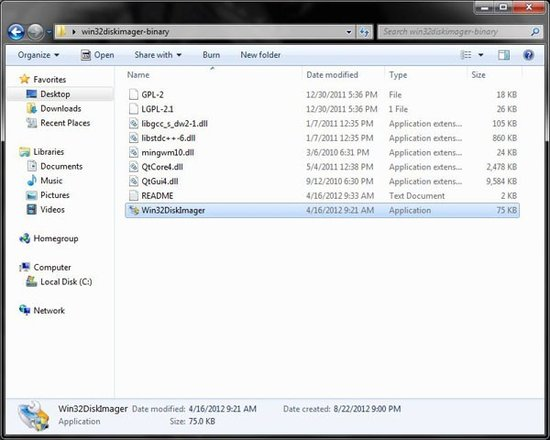 win32diskimager-binary
Search win32diskimager-binary
Organize Open Share with Burn New folder
Name Date modified Type Size
Favorites
Desktop
Downloads
Recent Places
Libraries
Documents
Music
Pictures
Videos
Homegroup
Computer
Local Disk (C:)
Network
GPL-2 12/30/2011 5:36 PM File 18 KB
LGPL-2.1 12/30/2011 5:36 PM 1 File 26 KB
libgcc_s_dw2-1.dll 1/7/2011 12:35 PM Application extens... 105 KB
libstdc++-6.dll 1/7/2011 12:35 PM Application extens... 860 KB
mingwm10.dll 3/6/2010 6:31 PM Application extens... 24 KB
QtCore4.dll 5/4/2011 12:38 PM Application extens... 2,478 KB
QtGui4.dll 9/12/2010 6:30 PM Application extens... 9,584 KB
README 4/16/2012 9:33 AM Text Document 2 KB
Win32DiskImager 4/16/2012 9:21 AM Application 75 KB
Win32DiskImager Date modified: 4/16/2012 9:21 AM Date created: 8/22/2012 9:00 PM
Application Size: 75.0 KB